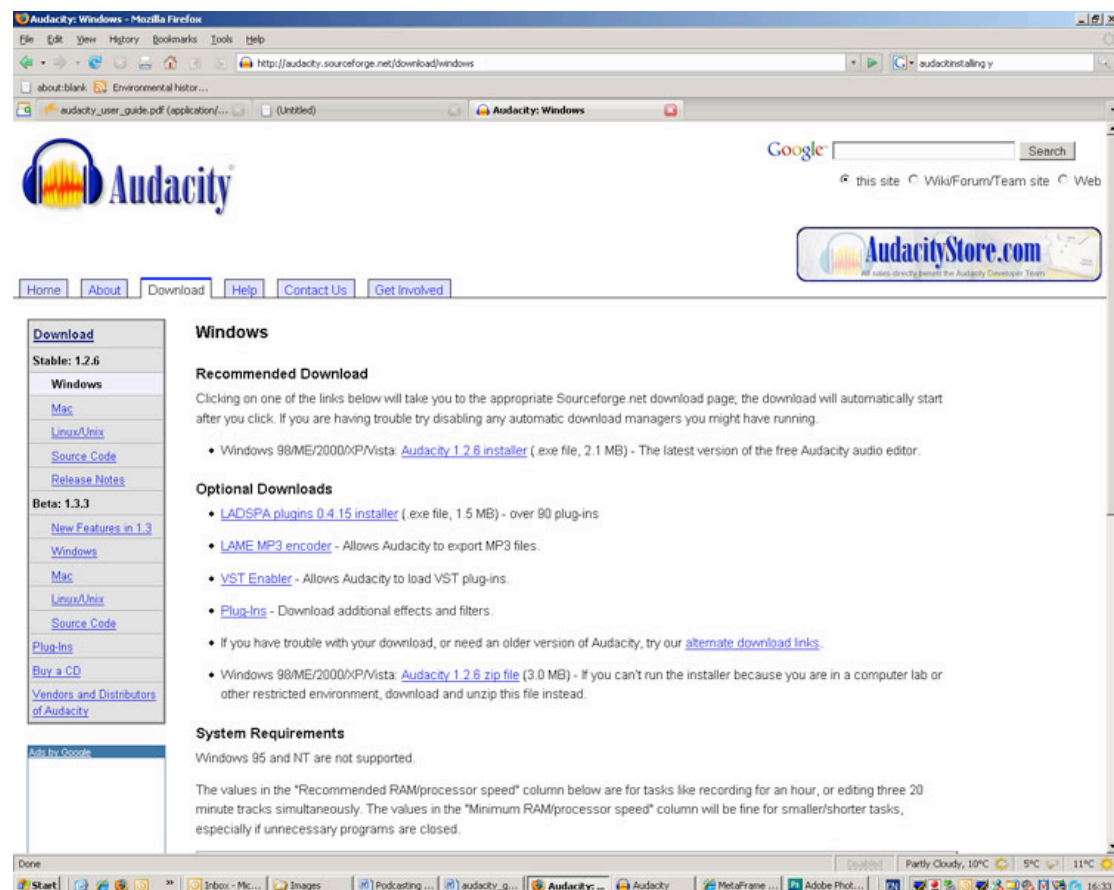 Audacity: Windows - Mozilla Firefox
File Edit View History Bookmarks Tools Help
http://audacity.sourceforge.net/download/windows
audacitinstalling y
about:blank Environmental histor...
audacity_user_guide.pdf (application/... (Untitled) Audacity: Windows
Audacity
Google
Search
this site Wiki/Forum/Team site Web
AudacityStore.com
All sales directly benefit the Audacity Developer Team
Home About Download Help Contact Us Get Involved
Download
Stable: 1.2.6
Windows
Mac
Linux/Unix
Source Code
Release Notes
Beta: 1.3.3
New Features in 1.3
Windows
Mac
Linux/Unix
Source Code
Plug-Ins
Buy a CD
Vendors and Distributors
of Audacity
Ads by Google
Windows
Recommended Download
Clicking on one of the links below will take you to the appropriate Sourceforge.net download page; the download will automatically start
after you click. If you are having trouble try disabling any automatic download managers you might have running.
Windows 98/ME/2000/XP/Vista: Audacity 1.2.6 installer (.exe file, 2.1 MB) - The latest version of the free Audacity audio editor.
Optional Downloads
LADSPA plugins 0.4.15 installer (.exe file, 1.5 MB) - over 90 plug-ins
LAME MP3 encoder - Allows Audacity to export MP3 files.
VST Enabler - Allows Audacity to load VST plug-ins.
Plug-Ins - Download additional effects and filters.
If you have trouble with your download, or need an older version of Audacity, try our alternate download links.
Windows 98/ME/2000/XP/Vista: Audacity 1.2.6 zip file (3.0 MB) - If you can't run the installer because you are in a computer lab or
other restricted environment, download and unzip this file instead.
System Requirements
Windows 95 and NT are not supported.
The values in the "Recommended RAM/processor speed" column below are for tasks like recording for an hour, or editing three 20
minute tracks simultaneously. The values in the "Minimum RAM/processor speed" column will be fine for smaller/shorter tasks,
especially if unnecessary programs are closed.
Done Disabled Partly Cloudy, 10°C 5°C 11°C
Start Inbox - Mic... Images Podcasting ... audacity_g... Audacity: ... Audacity MetaFrame ... Adobe Phot... 16:33